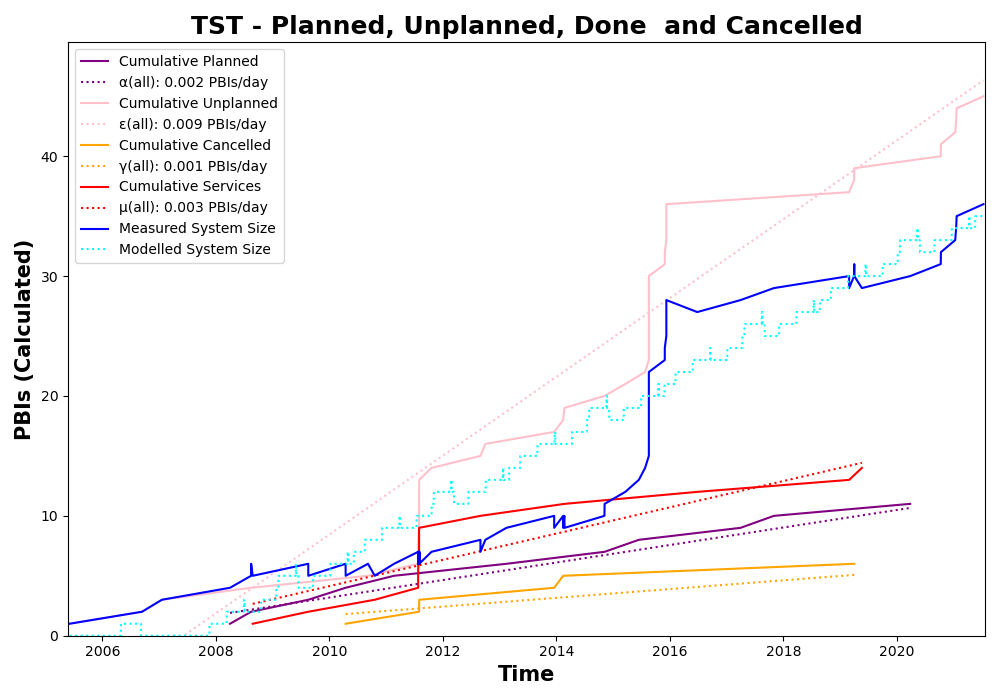 TST - Planned, Unplanned, Done  and Cancelled
Cumulative Planned
α(all): 0.002 PBIs/day
Cumulative Unplanned
ε(all): 0.009 PBIs/day
Cumulative Cancelled
γ(all): 0.001 PBIs/day
Cumulative Services
μ(all): 0.003 PBIs/day
Measured System Size
Modelled System Size
PBIs (Calculated)
40
30
20
10
0
2006 2008 2010 2012 2014 2016 2018 2020
Time